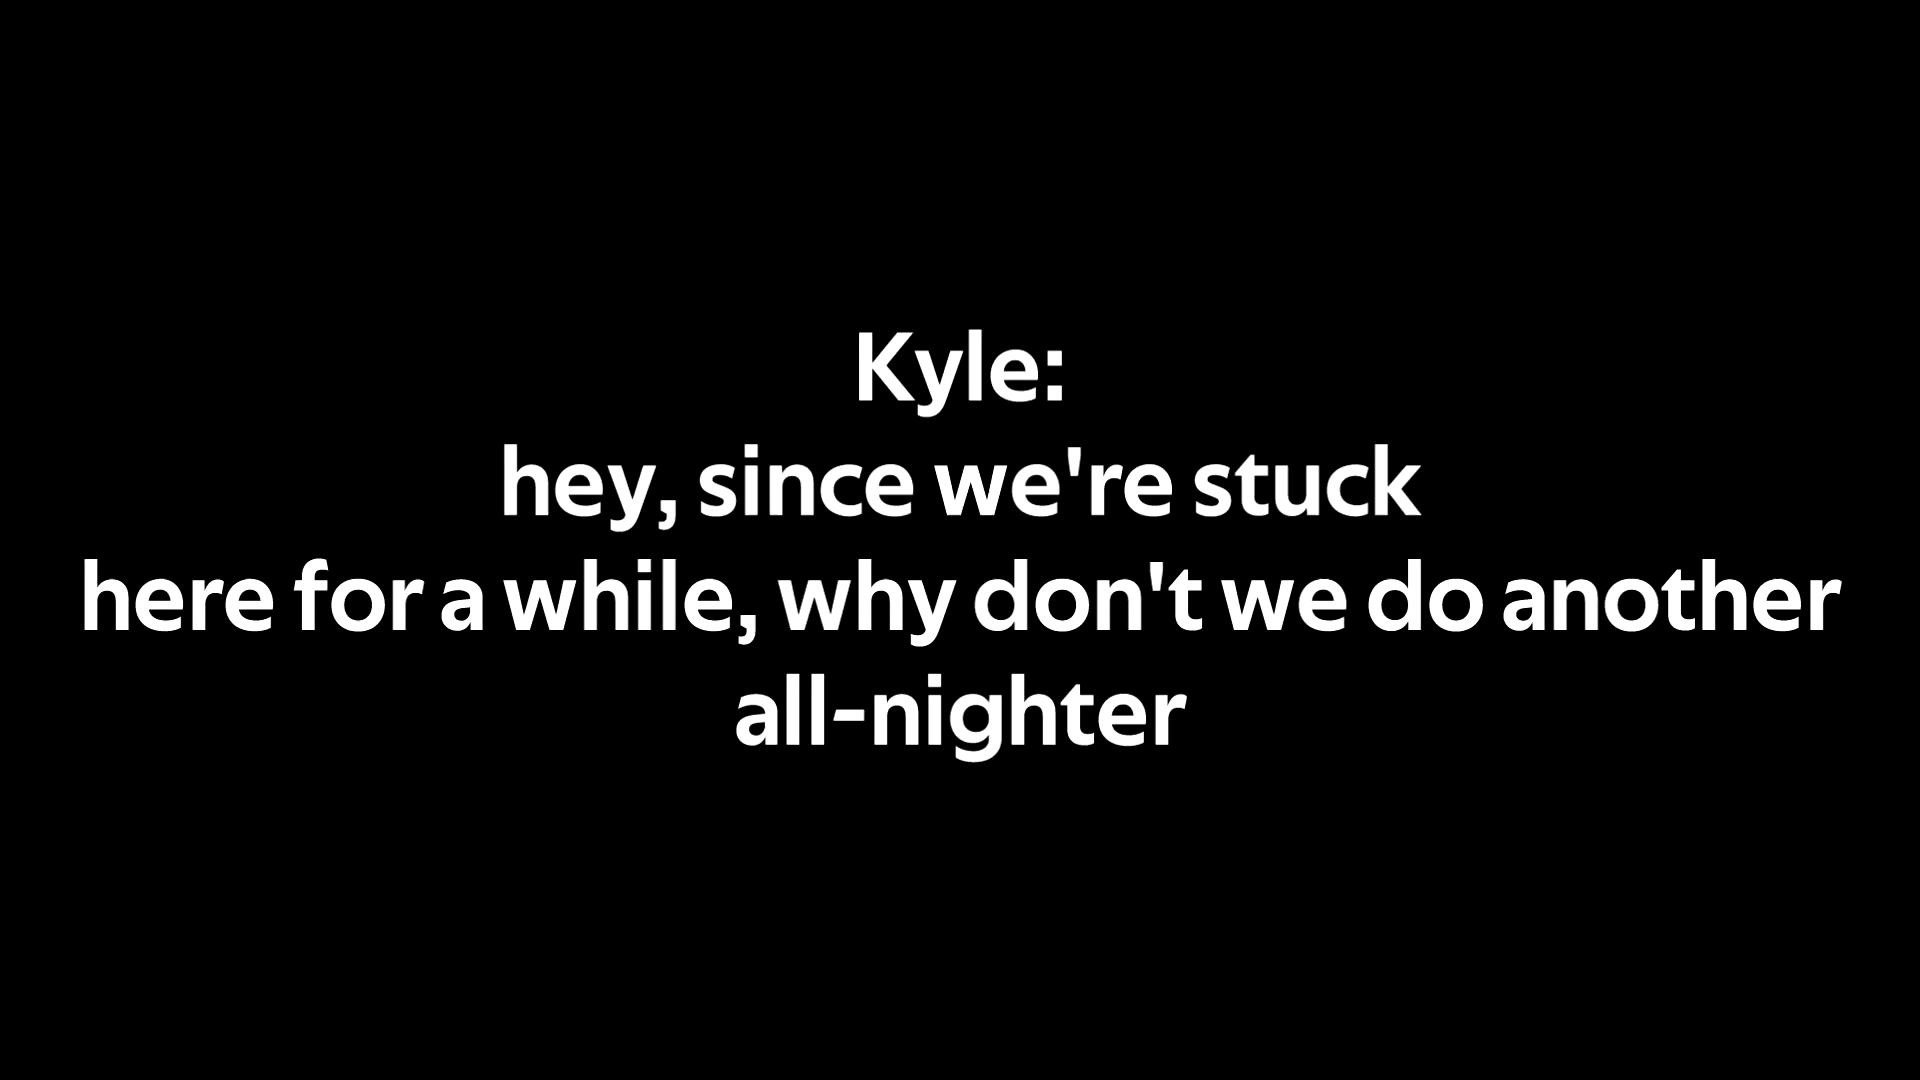 Kyle:
hey, since we're stuck
here for a while, why don't we do another
all-nighter